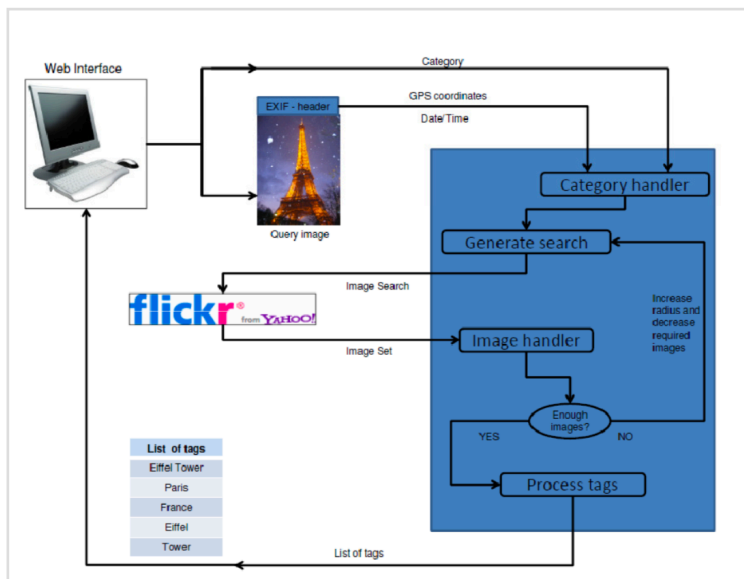 Web Interface
Category
EXIF - header
GPS coordinates
Date/Time
Category handler
Query image
Generate search
Image Search
flickr® from YAHOO!
Image Set
Image handler
Increase
radius and
decrease
required
images
Enough
images?
YES
NO
List of tags
Eiffel Tower
Paris
France
Eiffel
Tower
Process tags
List of tags